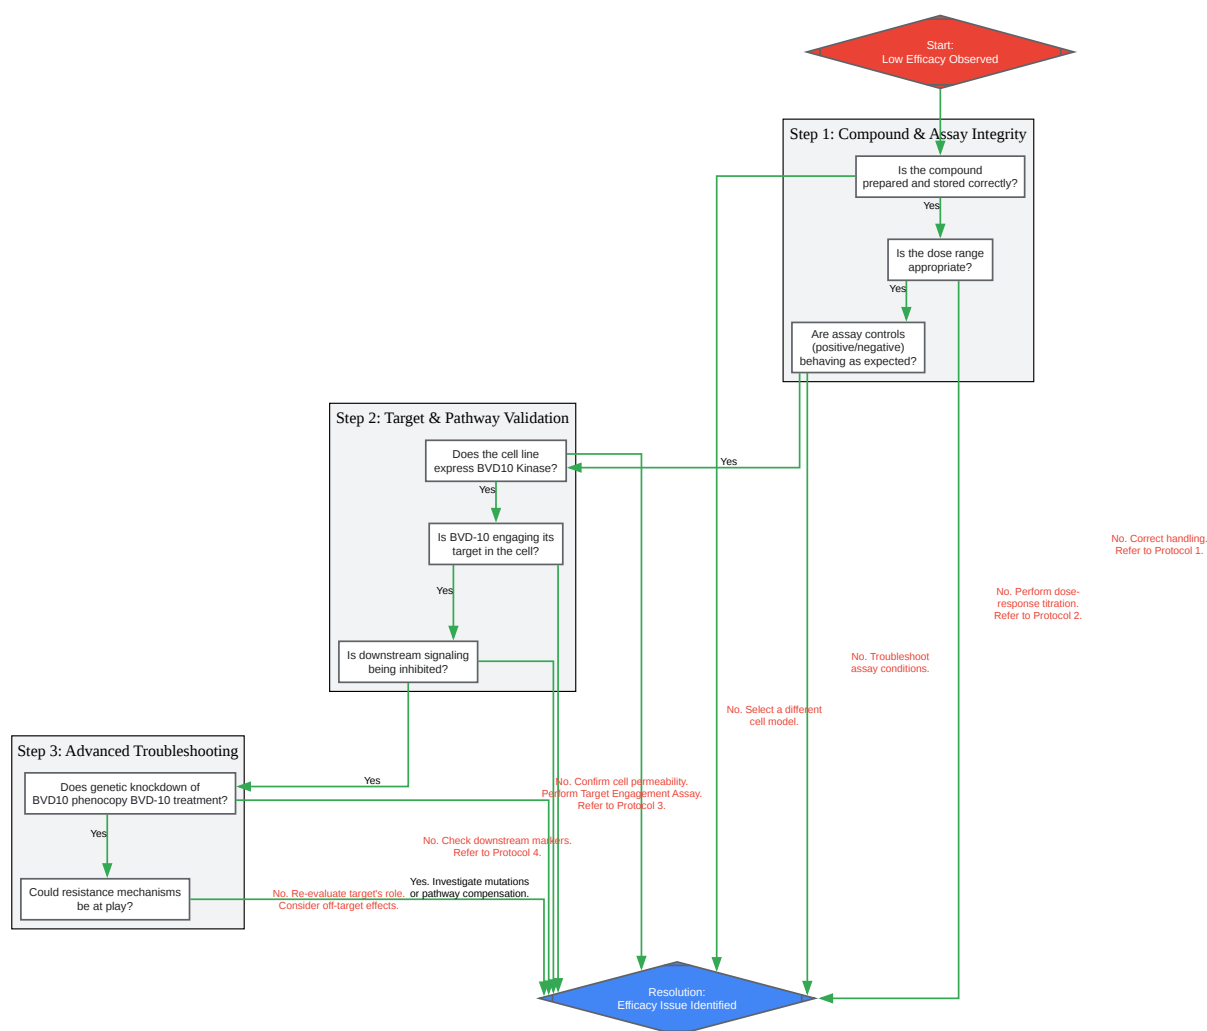 Start:
Low Efficacy Observed
Step 1: Compound & Assay Integrity
Is the compound
prepared and stored correctly?
Yes
Is the dose range
appropriate?
Yes
Are assay controls
(positive/negative)
behaving as expected?
Step 2: Target & Pathway Validation
Does the cell line
express BVD10 Kinase?
Yes
Yes
Is BVD-10 engaging its
target in the cell?
No. Correct handling.
Refer to Protocol 1.
Yes
No. Perform dose-
response titration.
Refer to Protocol 2.
Is downstream signaling
being inhibited?
No. Troubleshoot
assay conditions.
No. Select a different
cell model.
Step 3: Advanced Troubleshooting
Does genetic knockdown of
BVD10 phenocopy BVD-10 treatment?
Yes
No. Confirm cell permeability.
Perform Target Engagement Assay.
Refer to Protocol 3.
Yes
No. Check downstream markers.
Refer to Protocol 4.
Could resistance mechanisms
be at play?
No. Re-evaluate target's role.
Consider off-target effects.
Yes. Investigate mutations
or pathway compensation.
Resolution:
Efficacy Issue Identified